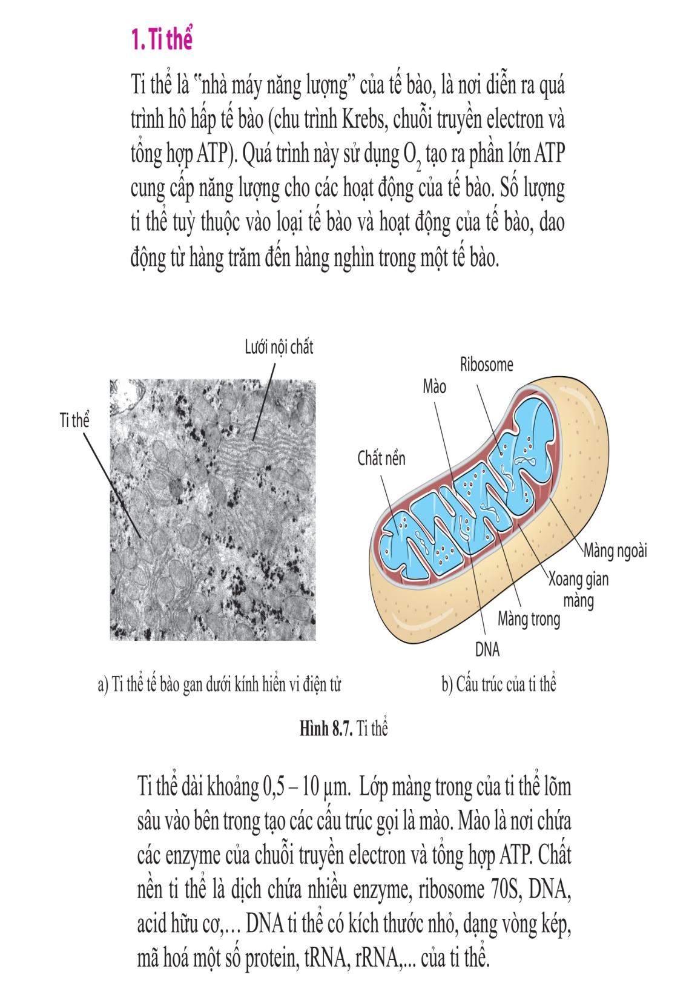 1. Ti thể
Ti thể là “nhà máy năng lượng” của tế bào, là nơi diễn ra quá
trình hô hấp tế bào (chu trình Krebs, chuỗi truyền electron và
tổng hợp ATP). Quá trình này sử dụng O₂ tạo ra phần lớn ATP
cung cấp năng lượng cho các hoạt động của tế bào. Số lượng
ti thể tuỳ thuộc vào loại tế bào và hoạt động của tế bào, dao
động từ hàng trăm đến hàng nghìn trong một tế bào.
Lưới nội chất
Ti thể
Ribosome
Mào
Chất nền
Màng ngoài
Xoang gian
màng
Màng trong
DNA
a) Ti thể tế bào gan dưới kính hiển vi điện tử
b) Cấu trúc của ti thể
Hình 8.7. Ti thể
Ti thể dài khoảng 0,5 – 10 µm. Lớp màng trong của ti thể lõm
sâu vào bên trong tạo các cấu trúc gọi là mào. Mào là nơi chứa
các enzyme của chuỗi truyền electron và tổng hợp ATP. Chất
nền ti thể là dịch chứa nhiều enzyme, ribosome 70S, DNA,
acid hữu cơ,… DNA ti thể có kích thước nhỏ, dạng vòng kép,
mã hoá một số protein, tRNA, rRNA,... của ti thể.